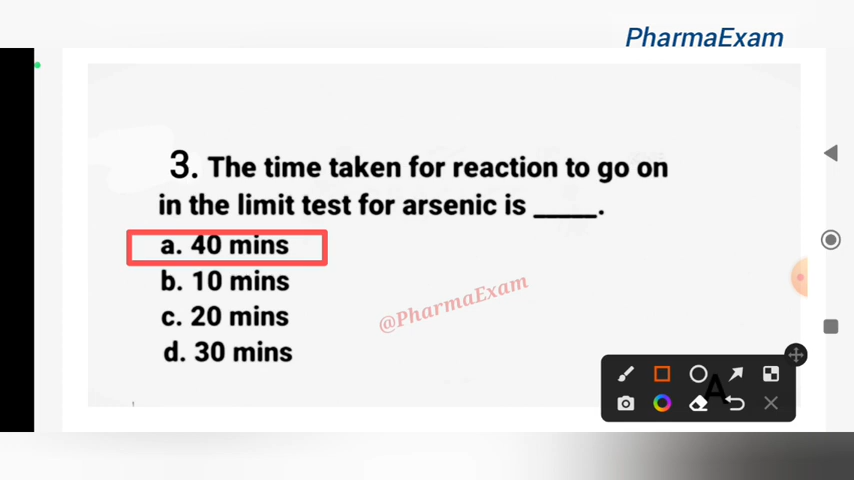 PharmaExam
3. The time taken for reaction to go on
in the limit test for arsenic is _____.
a. 40 mins
b. 10 mins
c. 20 mins
d. 30 mins
@PharmaExam
A